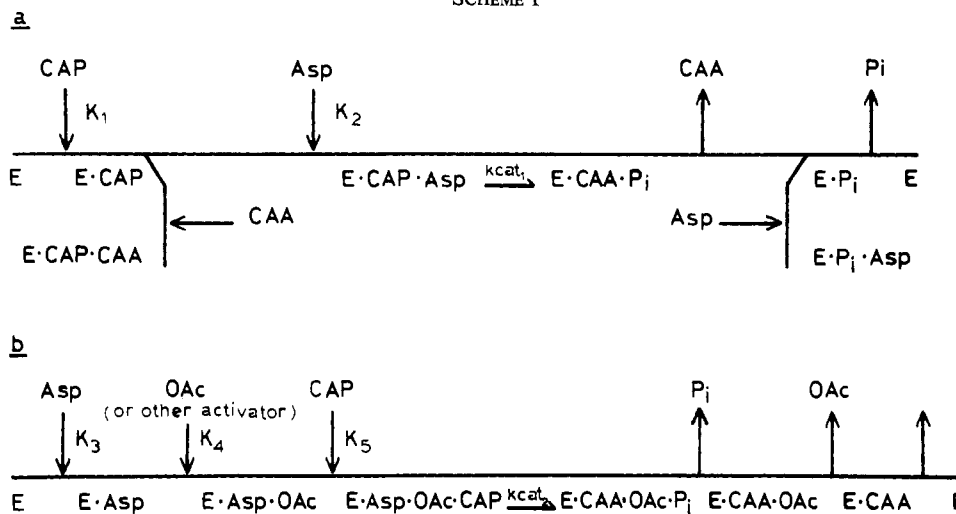 SCHEME I
a
CAP Asp CAA Pi
K1 K2
E E·CAP E·CAP·Asp kcat1 E·CAA·Pi E·Pi E
CAA Asp
E·CAP·CAA E·Pi·Asp
b
Asp OAc CAP Pi OAc
(or other activator)
K3 K4 K5
E E·Asp E·Asp·OAc E·Asp·OAc·CAP kcat2 E·CAA·OAc·Pi E·CAA·OAc E·CAA E